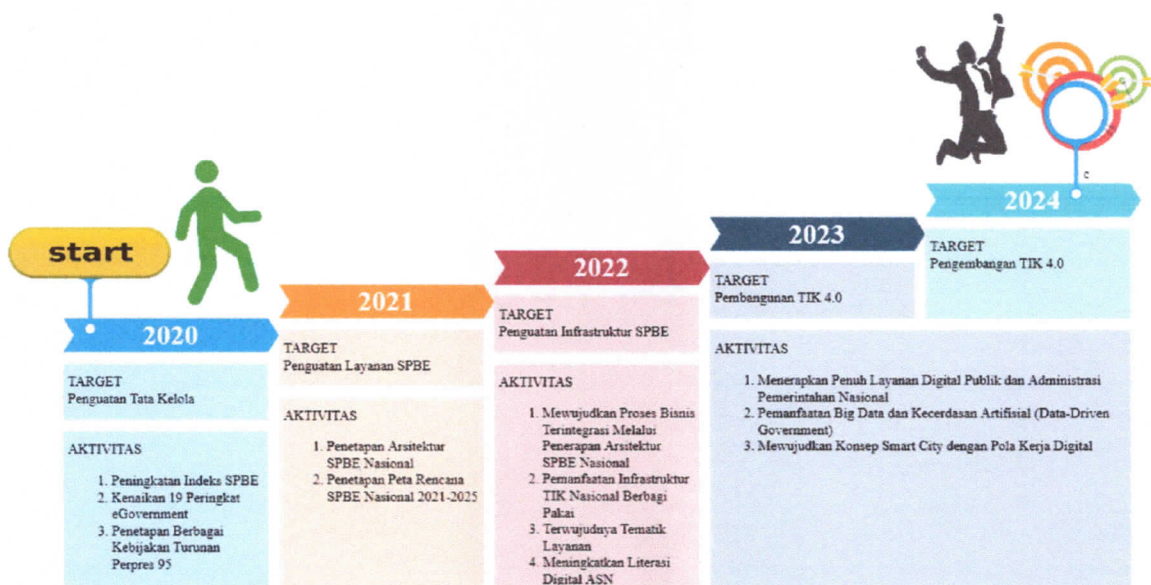 start
2020
TARGET
Penguatan Tata Kelola
AKTIVITAS
1. Peningkatan Indeks SPBE
2. Kenaikan 19 Peringkat
eGovernment
3. Penetapan Berbagai
Kebijakan Turunan
Perpres 95
2021
TARGET
Penguatan Layanan SPBE
AKTIVITAS
1. Penetapan Arsitektur
SPBE Nasional
2. Penetapan Peta Rencana
SPBE Nasional 2021-2025
2022
TARGET
Penguatan Infrastruktur SPBE
AKTIVITAS
1. Mewujudkan Proses Bisnis
Terintegrasi Melalui
Penerapan Arsitektur
SPBE Nasional
2. Pemanfaatan Infrastruktur
TIK Nasional Berbagi
Pakai
3. Terwujudnya Tematik
Layanan
4. Meningkatkan Literasi
Digital ASN
2023
TARGET
Pembangunan TIK 4.0
2024
TARGET
Pengembangan TIK 4.0
AKTIVITAS
1. Menerapkan Penuh Layanan Digital Publik dan Administrasi
Pemerintahan Nasional
2. Pemanfaatan Big Data dan Kecerdasan Artifisial (Data-Driven
Government)
3. Mewujudkan Konsep Smart City dengan Pola Kerja Digital